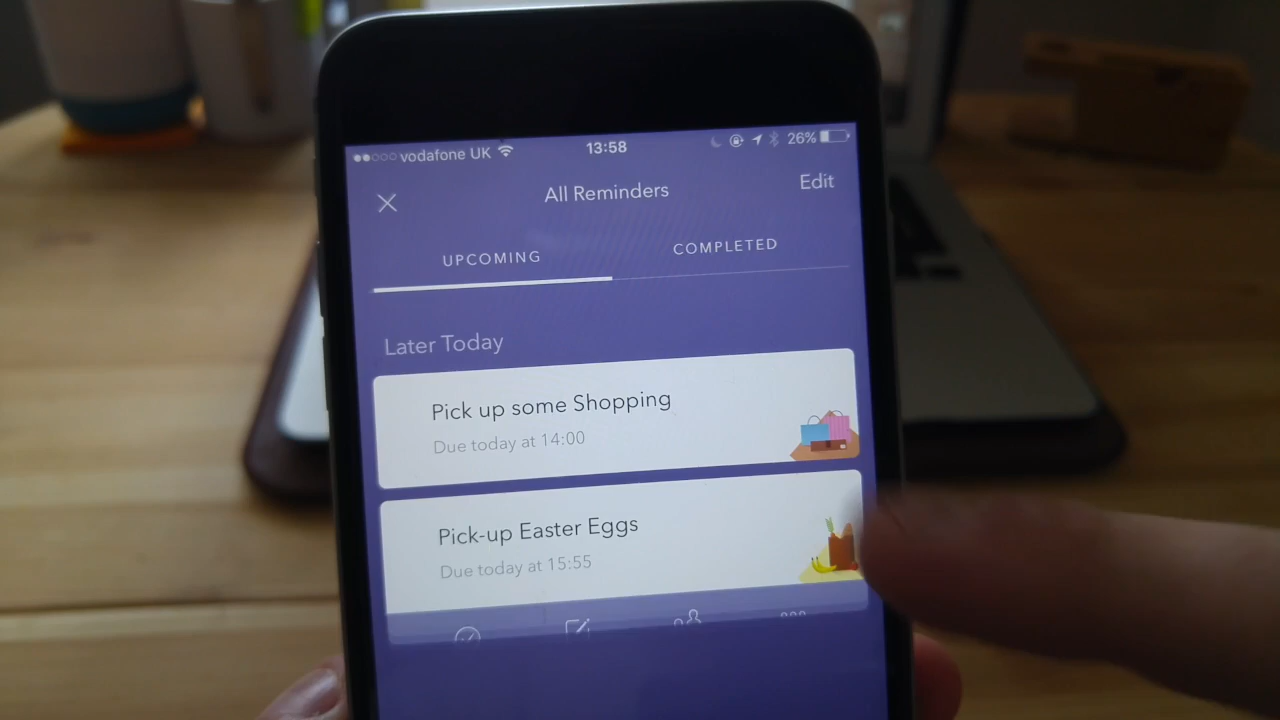 vodafone UK 13:58 26%
All Reminders Edit
UPCOMING COMPLETED
Later Today
Pick up some Shopping
Due today at 14:00
Pick-up Easter Eggs
Due today at 15:55